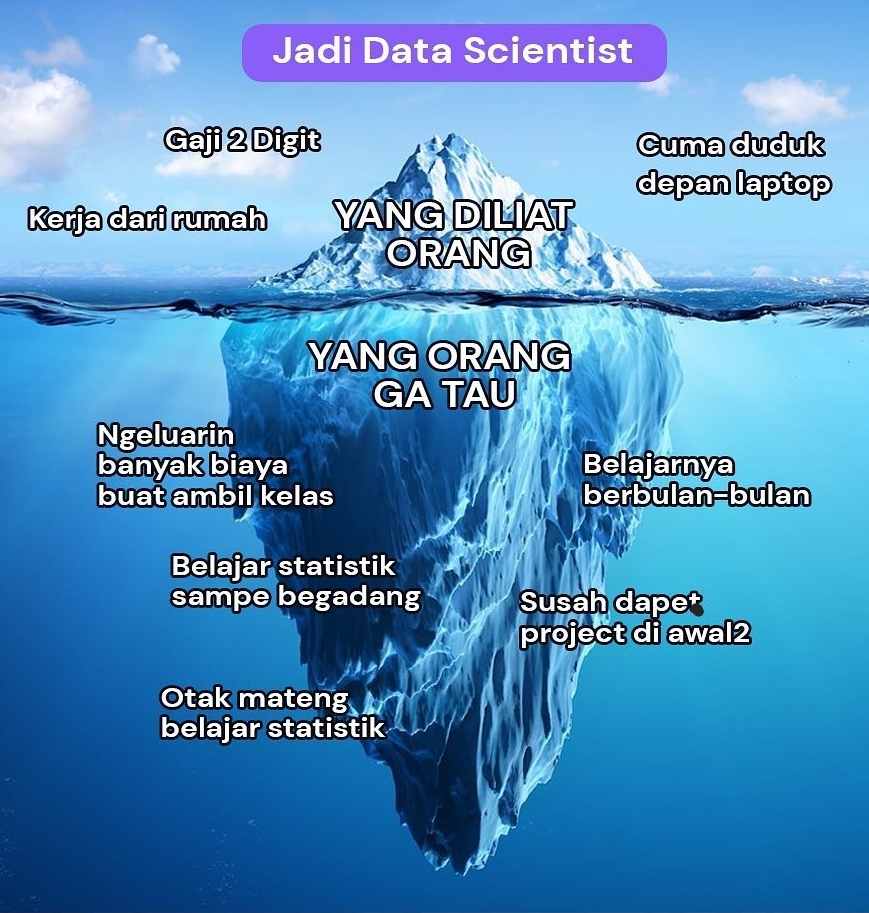 Jadi Data Scientist
Gaji 2 Digit
Cuma duduk
depan laptop
Kerja dari rumah
YANG DILIAT
ORANG
YANG ORANG
GA TAU
Ngeluarin
banyak biaya
buat ambil kelas
Belajarnya
berbulan-bulan
Belajar statistik
sampe begadang
Susah dapet
project di awal2
Otak mateng
belajar statistik